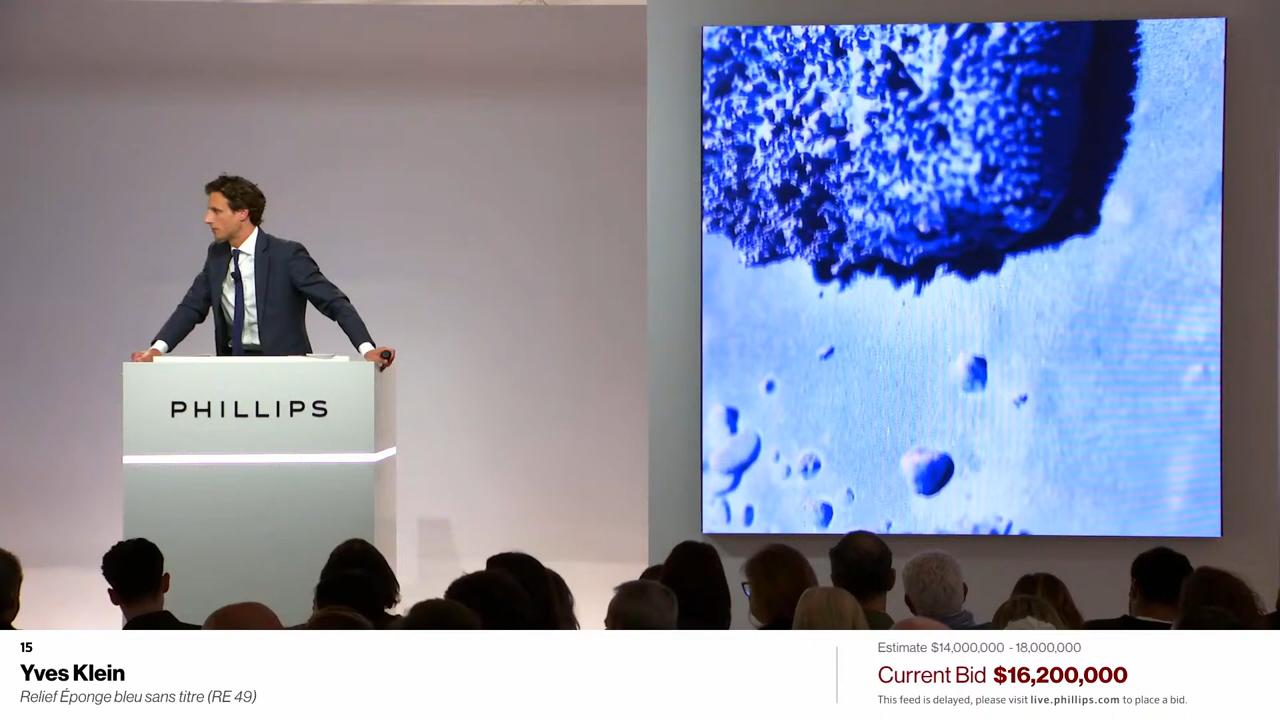 PHILLIPS
15
Yves Klein
Relief Éponge bleu sans titre (RE 49)
Estimate $14,000,000 - 18,000,000
Current Bid $16,200,000
This feed is delayed, please visit live.phillips.com to place a bid.